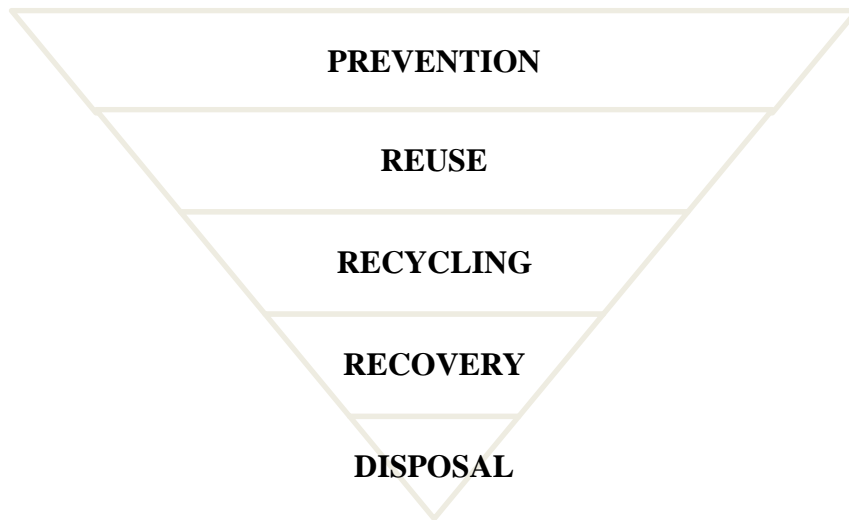 PREVENTION
REUSE
RECYCLING
RECOVERY
DISPOSAL